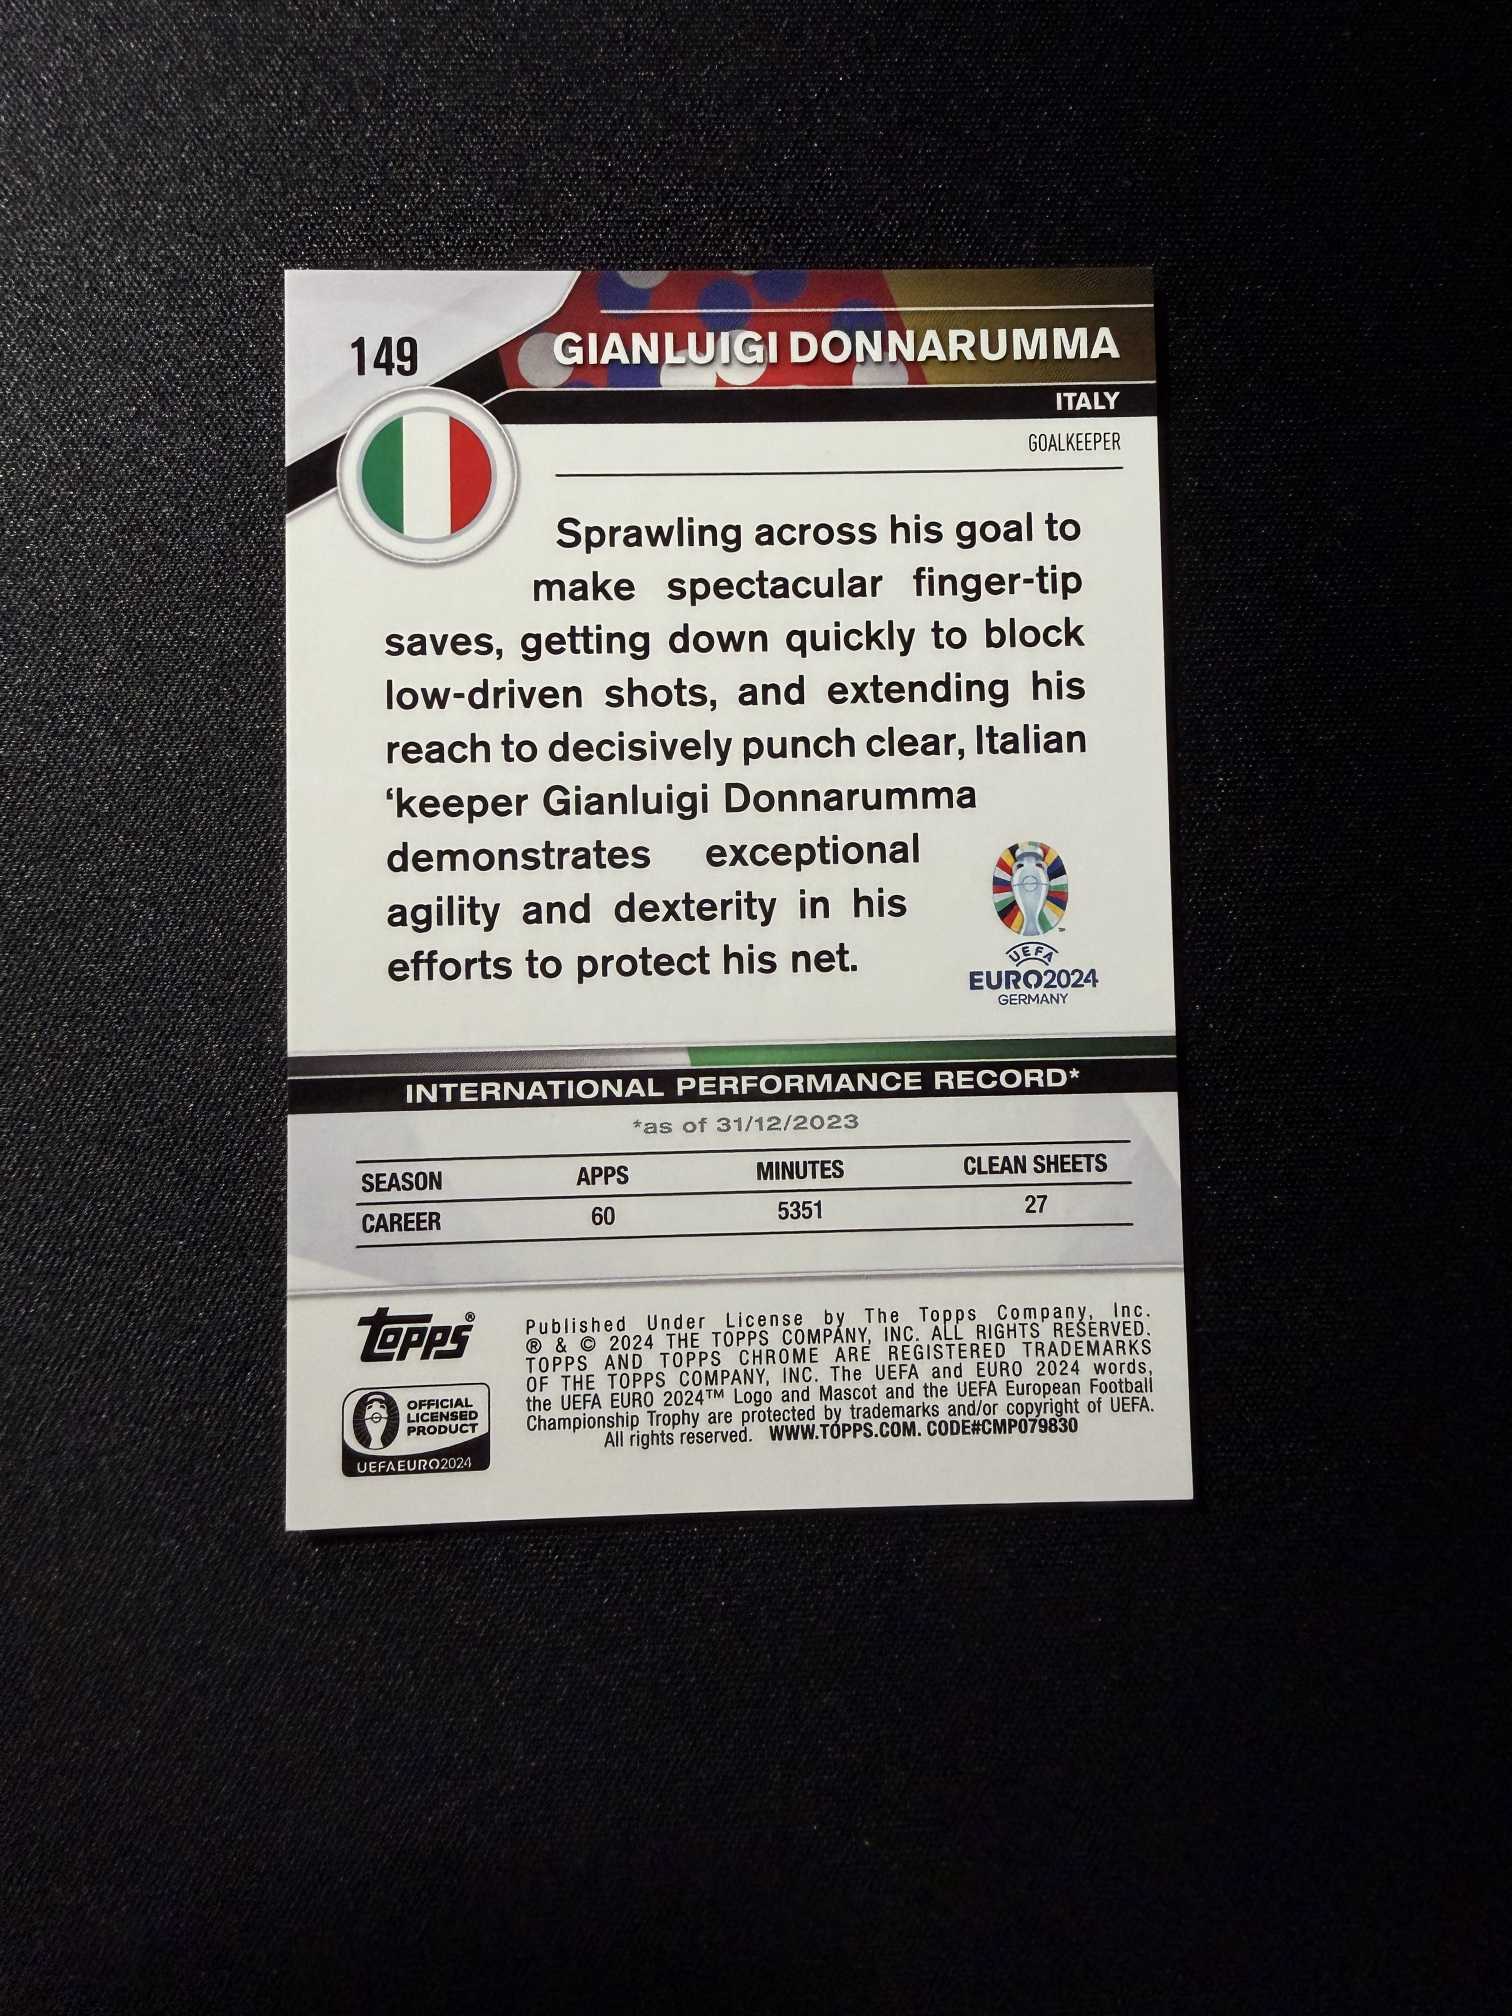 149
GIANLUIGI DONNARUMMA
ITALY
GOALKEEPER
Sprawling across his goal to
make spectacular finger-tip
saves, getting down quickly to block
low-driven shots, and extending his
reach to decisively punch clear, Italian
‘keeper Gianluigi Donnarumma
demonstrates exceptional
agility and dexterity in his
efforts to protect his net.
UEFA
EURO2024
GERMANY
INTERNATIONAL PERFORMANCE RECORD*
*as of 31/12/2023
SEASON APPS MINUTES CLEAN SHEETS
CAREER 60 5351 27
Topps®
OFFICIAL
LICENSED
PRODUCT
UEFAEURO2024
Published Under License by The Topps Company, Inc.
® & © 2024 THE TOPPS COMPANY, INC. ALL RIGHTS RESERVED.
TOPPS AND TOPPS CHROME ARE REGISTERED TRADEMARKS
OF THE TOPPS COMPANY, INC. The UEFA and EURO 2024 words,
the UEFA EURO 2024™ Logo and Mascot and the UEFA European Football
Championship Trophy are protected by trademarks and/or copyright of UEFA.
All rights reserved. WWW.TOPPS.COM. CODE#CMP079830